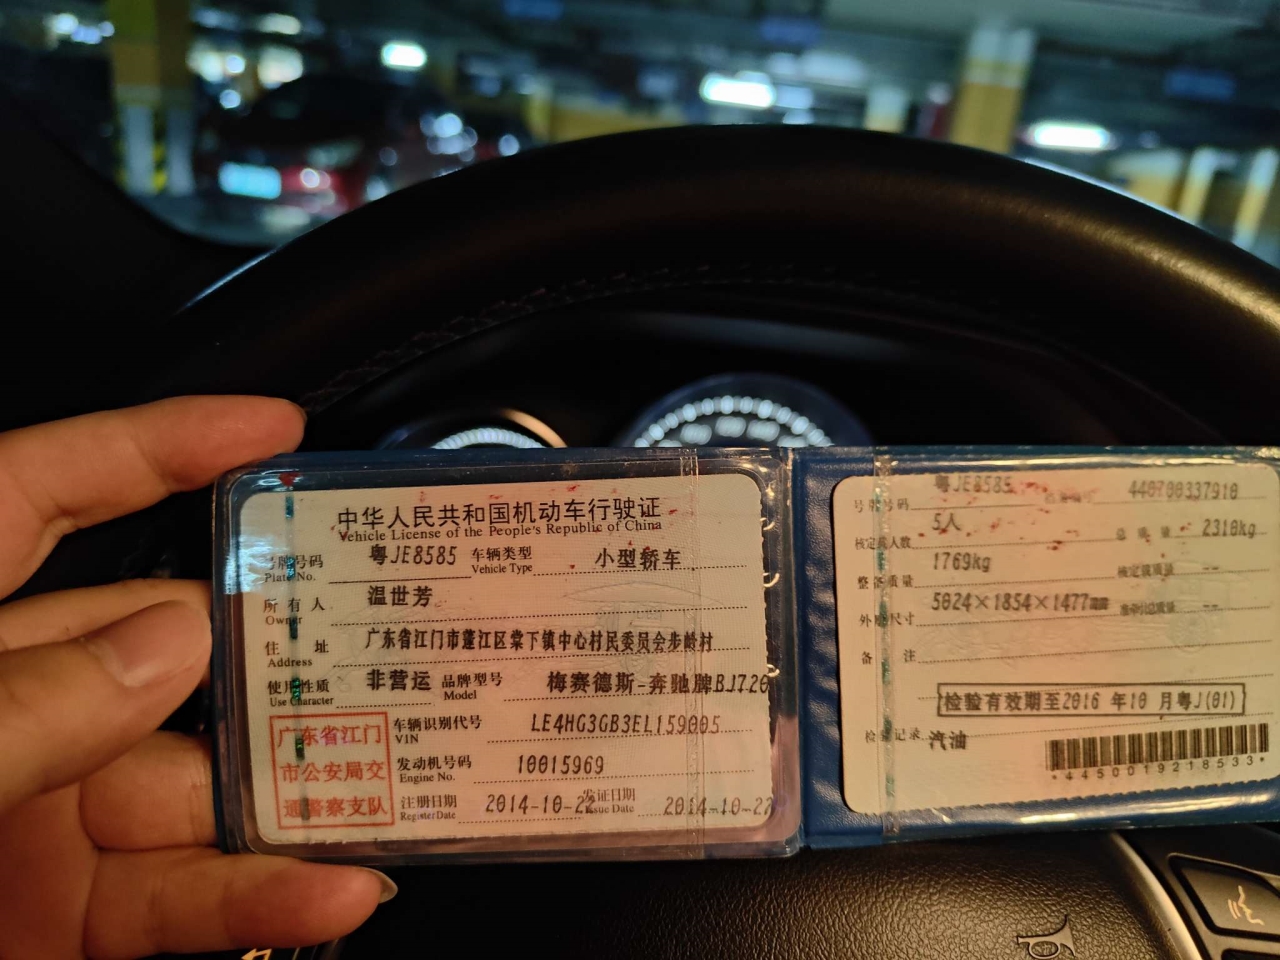 中华人民共和国机动车行驶证
Vehicle License of the People's Republic of China
号牌号码 粤JE8585 车辆类型 小型轿车
Plate No. Vehicle Type
所有人 温世芳
Owner
住址 广东省江门市蓬江区棠下镇中心村民委员会步岭村
Address
使用性质 非营运 品牌型号 梅赛德斯-奔驰牌BJ720
Use Character Model
广东省江门市公安局交通警察支队
车辆识别代号 LE4HG3GB3EL159005
VIN
发动机号码 10015969
Engine No.
注册日期 2014-10-22 发证日期 2014-10-27
Register Date Issue Date
号牌号码 粤JE8585 440700337910
核定载人数 5人 总质量 2310kg
整备质量 1769kg 核定载质量 --
外廓尺寸 5024×1854×1477 --
备注
检验有效期至2016年10月粤J(01)
检验记录 汽油
*4450019218533*